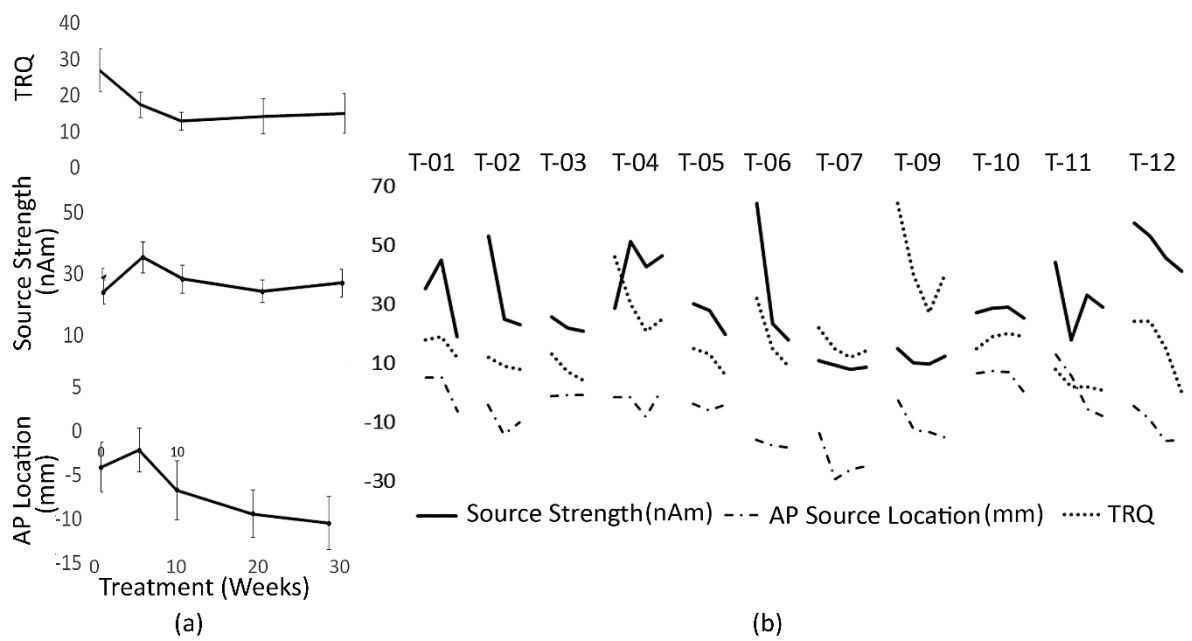 40
30
20
10
0
TRQ
50
30
10
Source Strength
(nAm)
5
0
-5
-10
-15
AP Location
(mm)
0
10
0
10
20
30
Treatment (Weeks)
(a)
T-01 T-02 T-03 T-04 T-05 T-06 T-07 T-09 T-10 T-11 T-12
70
50
30
10
-10
-30
Source Strength(nAm) AP Source Location(mm) TRQ
(b)